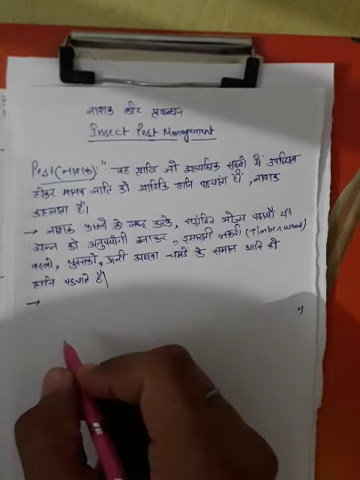 नाशक कीट प्रबन्धन
Insect Pest Management
Pest(नाशक):" वह प्राणि जो अत्यधिक संख्या में उपस्थित
होकर मानव जाति को आर्थिक हानि पहुंचाता है। नाशक
कहलाता है।
→ नाशक फसलो को नष्ट करके, संग्रहित भोज्य पदार्थों या
अन्न को अनुपयोगी बनाकर, इमारती लकडी (Timber wood)
वस्त्रो, पुस्तको, ऊनी अथवा चमडे के समान आदि को
हानि पहुचाते है।
→